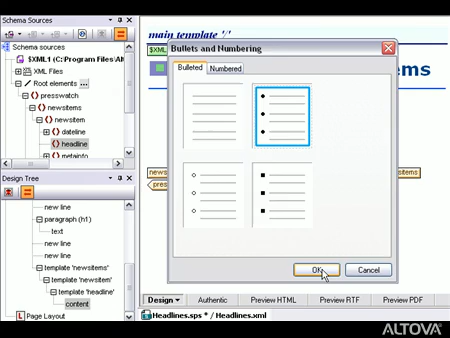 Schema sources
Schema sources
$XML1 (C:\Program Files\Al
XML Files
Root elements ...
presswatch
newsitems
newsitem
dateline
headline
metainfo
Design Tree
new line
paragraph (h1)
text
new line
new line
template 'newsitems'
template 'newsitem'
template 'headline'
content
Page Layout
main template '/'
$XML
ems
news
sitems
pres
Bullets and Numbering
Bulleted
Numbered
OK
Cancel
Design
Authentic
Preview HTML
Preview RTF
Preview PDF
Headlines.sps * / Headlines.xml
ALTOVA®